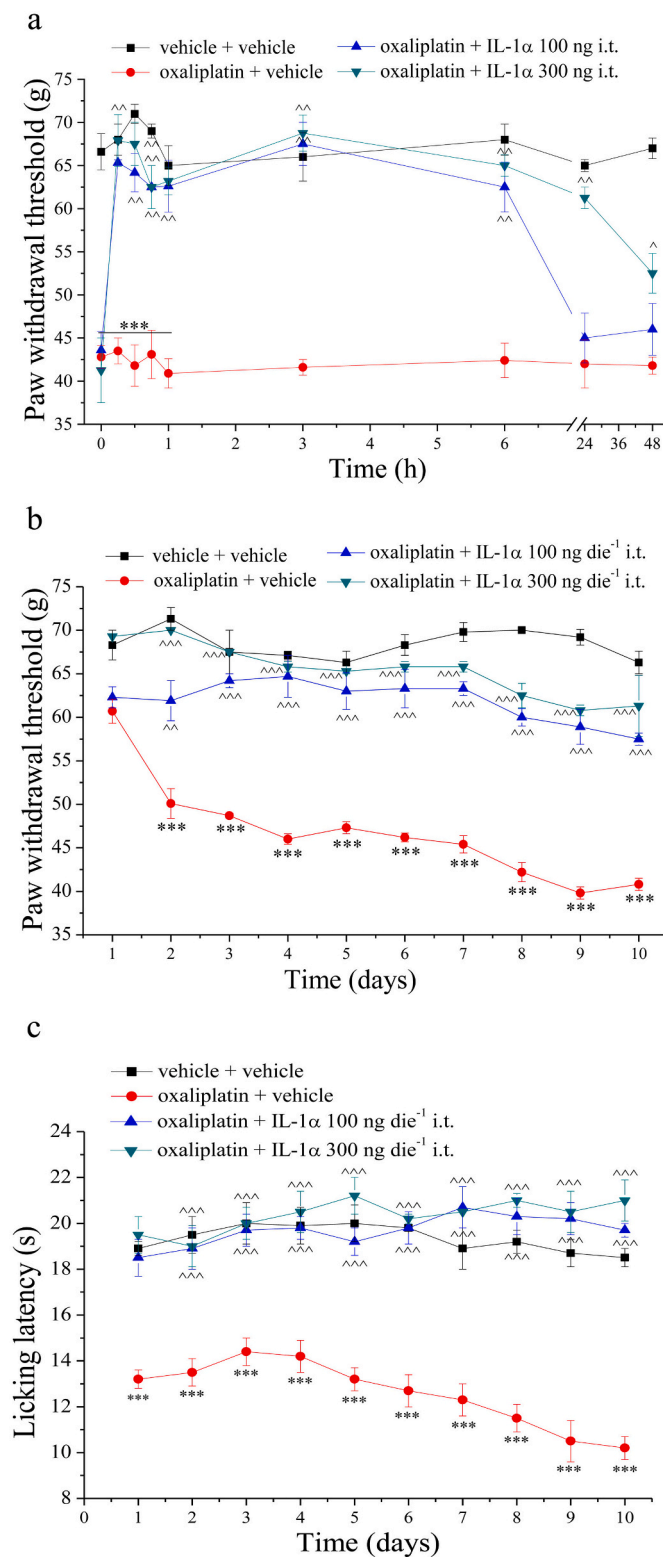 a
vehicle + vehicle
oxaliplatin + IL-1α 100 ng i.t.
oxaliplatin + vehicle
oxaliplatin + IL-1α 300 ng i.t.
Paw withdrawal threshold (g)
75
70
65
60
55
50
45
40
35
^^
^^
^^
^^
^^
^^
^^
^^
^^
^^
^^
^^
^
***
0 1 2 3 4 5 6 24 36 48
Time (h)
b
vehicle + vehicle
oxaliplatin + IL-1α 100 ng die⁻¹ i.t.
oxaliplatin + vehicle
oxaliplatin + IL-1α 300 ng die⁻¹ i.t.
Paw withdrawal threshold (g)
75
70
65
60
55
50
45
40
35
^^^ ^^^ ^^^ ^^^ ^^^ ^^^ ^^^ ^^^ ^^^
^^ ^^^ ^^^ ^^^ ^^^ ^^^ ^^^ ^^^ ^^^
*** *** *** *** *** *** *** *** ***
1 2 3 4 5 6 7 8 9 10
Time (days)
c
vehicle + vehicle
oxaliplatin + vehicle
oxaliplatin + IL-1α 100 ng die⁻¹ i.t.
oxaliplatin + IL-1α 300 ng die⁻¹ i.t.
Licking latency (s)
24
22
20
18
16
14
12
10
8
^^^ ^^^ ^^^ ^^^ ^^^ ^^^ ^^^ ^^^ ^^^
^^^ ^^^ ^^^ ^^^ ^^^ ^^^ ^^^ ^^^ ^^^
*** *** *** *** *** *** *** *** *** ***
0 1 2 3 4 5 6 7 8 9 10
Time (days)